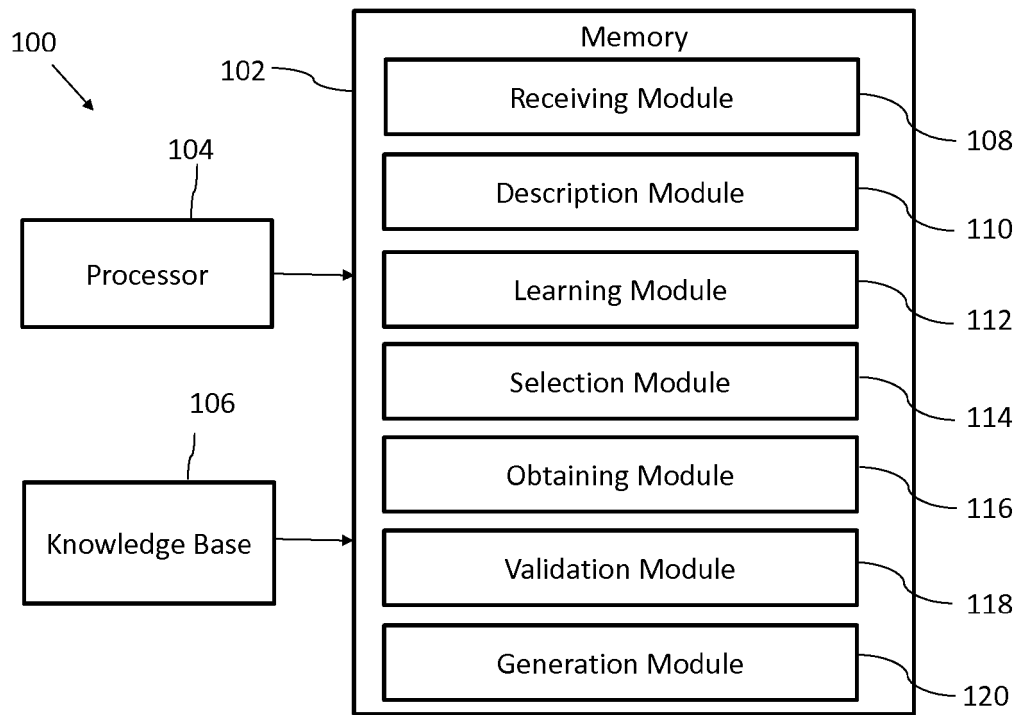 100
102
Memory
Receiving Module
108
104
Description Module
110
Processor
Learning Module
112
Selection Module
114
106
Obtaining Module
116
Knowledge Base
Validation Module
118
Generation Module
120